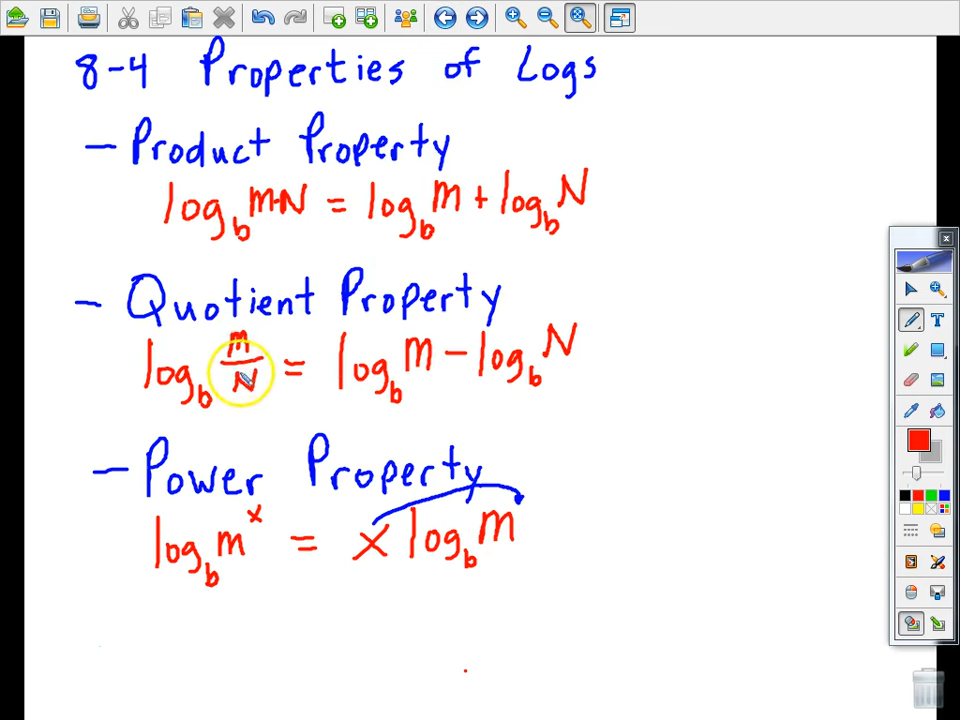 8-4 Properties of Logs
- Product Property
log_b M·N = log_b M + log_b N
- Quotient Property
log_b M/N = log_b M - log_b N
- Power Property
log_b M^x = x log_b M
T